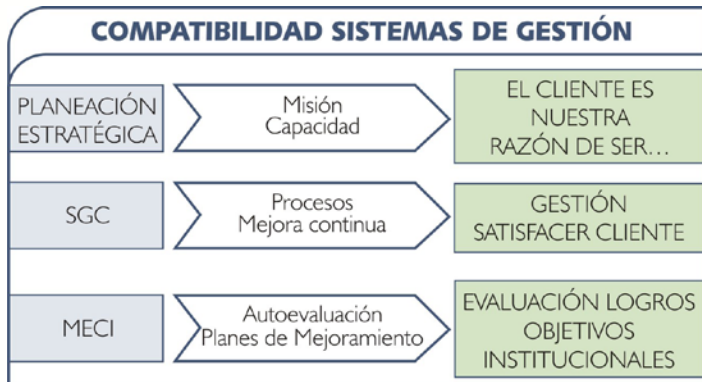 COMPATIBILIDAD SISTEMAS DE GESTIÓN
PLANEACIÓN
ESTRATÉGICA
Misión
Capacidad
EL CLIENTE ES
NUESTRA
RAZÓN DE SER...
SGC
Procesos
Mejora continua
GESTIÓN
SATISFACER CLIENTE
MECI
Autoevaluación
Planes de Mejoramiento
EVALUACIÓN LOGROS
OBJETIVOS
INSTITUCIONALES